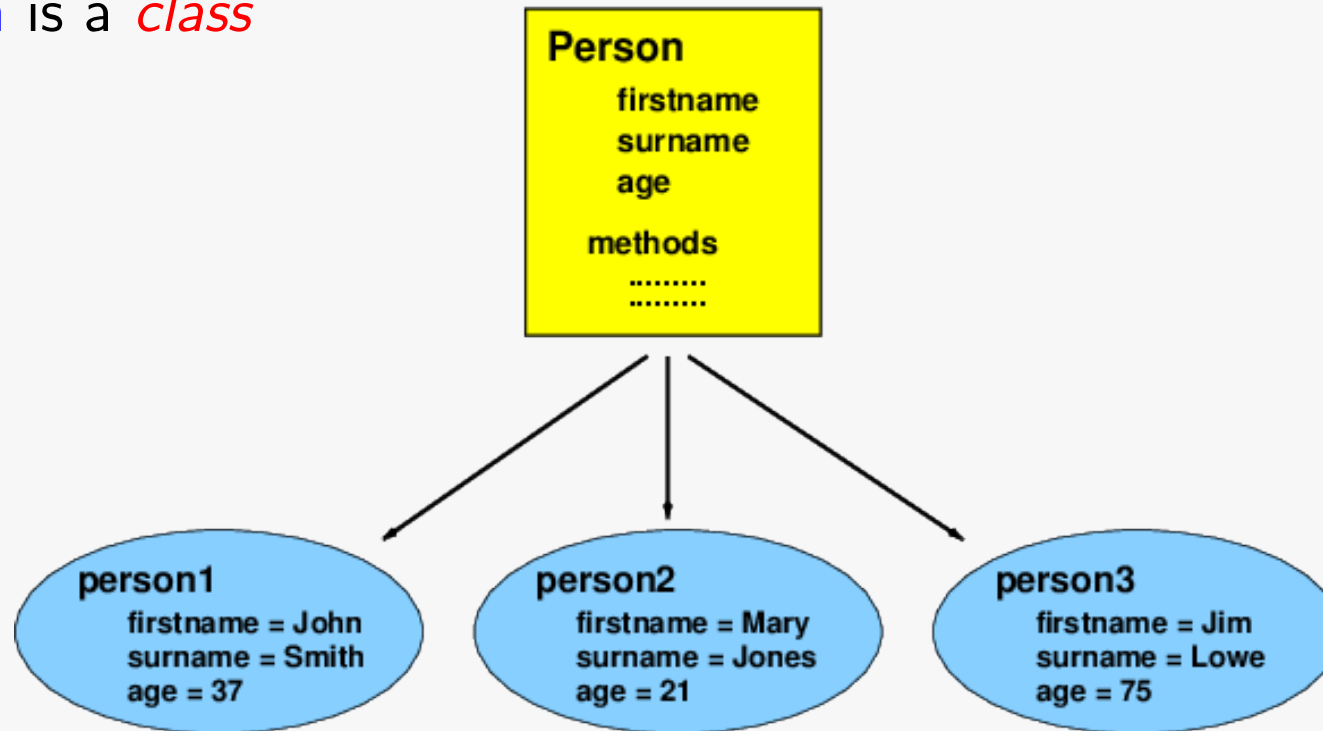 n is a class
Person
firstname
surname
age
methods
.........
.........
person1
firstname = John
surname = Smith
age = 37
person2
firstname = Mary
surname = Jones
age = 21
person3
firstname = Jim
surname = Lowe
age = 75